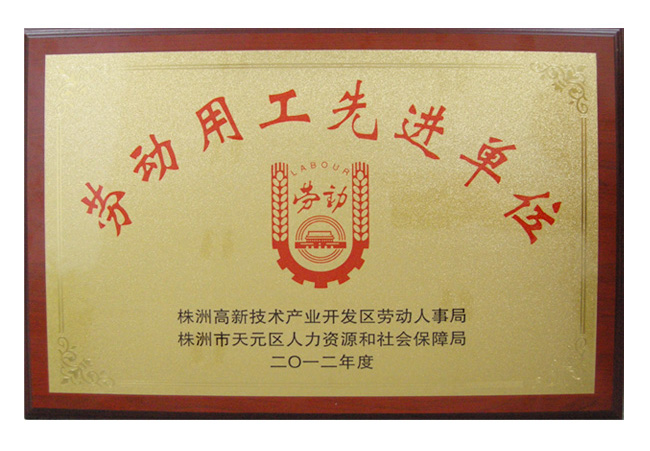 劳动用工先进单位
LABOUR
劳动
株洲高新技术产业开发区劳动人事局
株洲市天元区人力资源和社会保障局
二〇一二年度